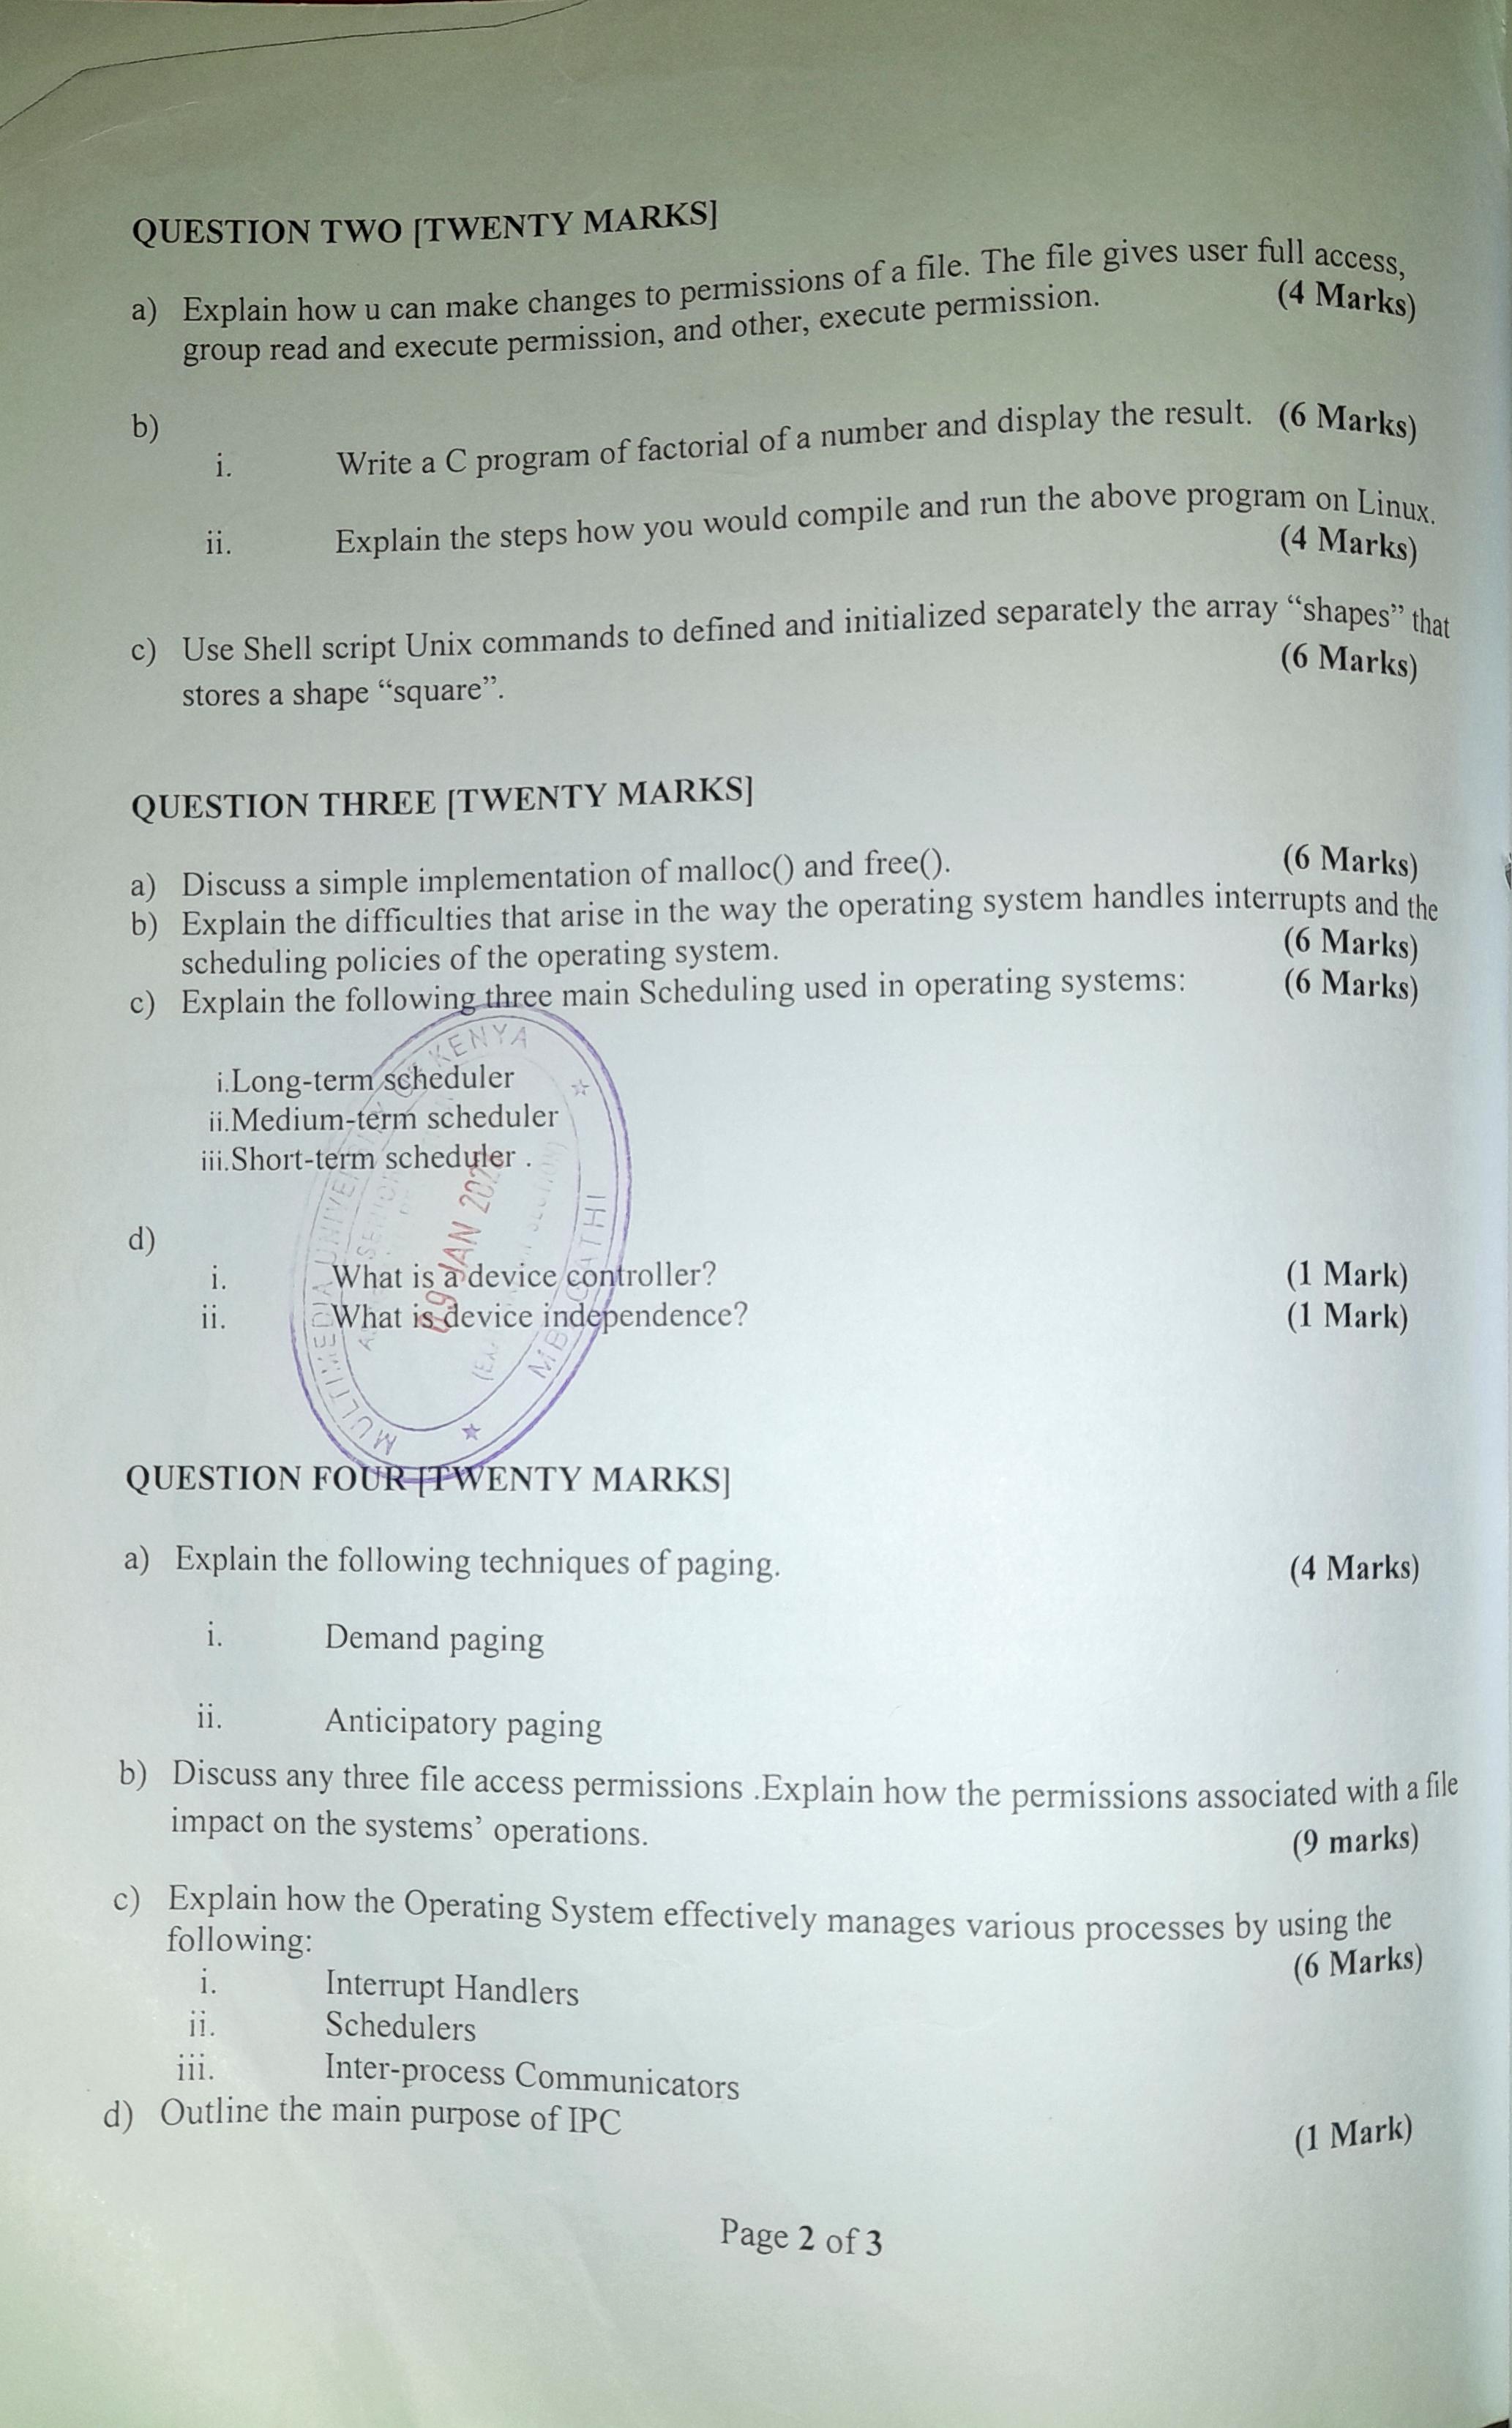 QUESTION TWO [TWENTY MARKS]
a) Explain how u can make changes to permissions of a file. The file gives user full access,
group read and execute permission, and other, execute permission. (4 Marks)
b)
i. Write a C program of factorial of a number and display the result. (6 Marks)
ii. Explain the steps how you would compile and run the above program on Linux.
(4 Marks)
c) Use Shell script Unix commands to defined and initialized separately the array “shapes” that
stores a shape “square”. (6 Marks)
QUESTION THREE [TWENTY MARKS]
a) Discuss a simple implementation of malloc() and free(). (6 Marks)
b) Explain the difficulties that arise in the way the operating system handles interrupts and the
scheduling policies of the operating system. (6 Marks)
c) Explain the following three main Scheduling used in operating systems: (6 Marks)
i.Long-term scheduler
ii.Medium-term scheduler
iii.Short-term scheduler .
d)
i. What is a device controller? (1 Mark)
ii. What is device independence? (1 Mark)
MULTIMEDIA UNIVERSITY OF KENYA
09 JAN
QUESTION FOUR [TWENTY MARKS]
a) Explain the following techniques of paging. (4 Marks)
i. Demand paging
ii. Anticipatory paging
b) Discuss any three file access permissions .Explain how the permissions associated with a file
impact on the systems’ operations. (9 marks)
c) Explain how the Operating System effectively manages various processes by using the
following: (6 Marks)
i. Interrupt Handlers
ii. Schedulers
iii. Inter-process Communicators
d) Outline the main purpose of IPC (1 Mark)
Page 2 of 3